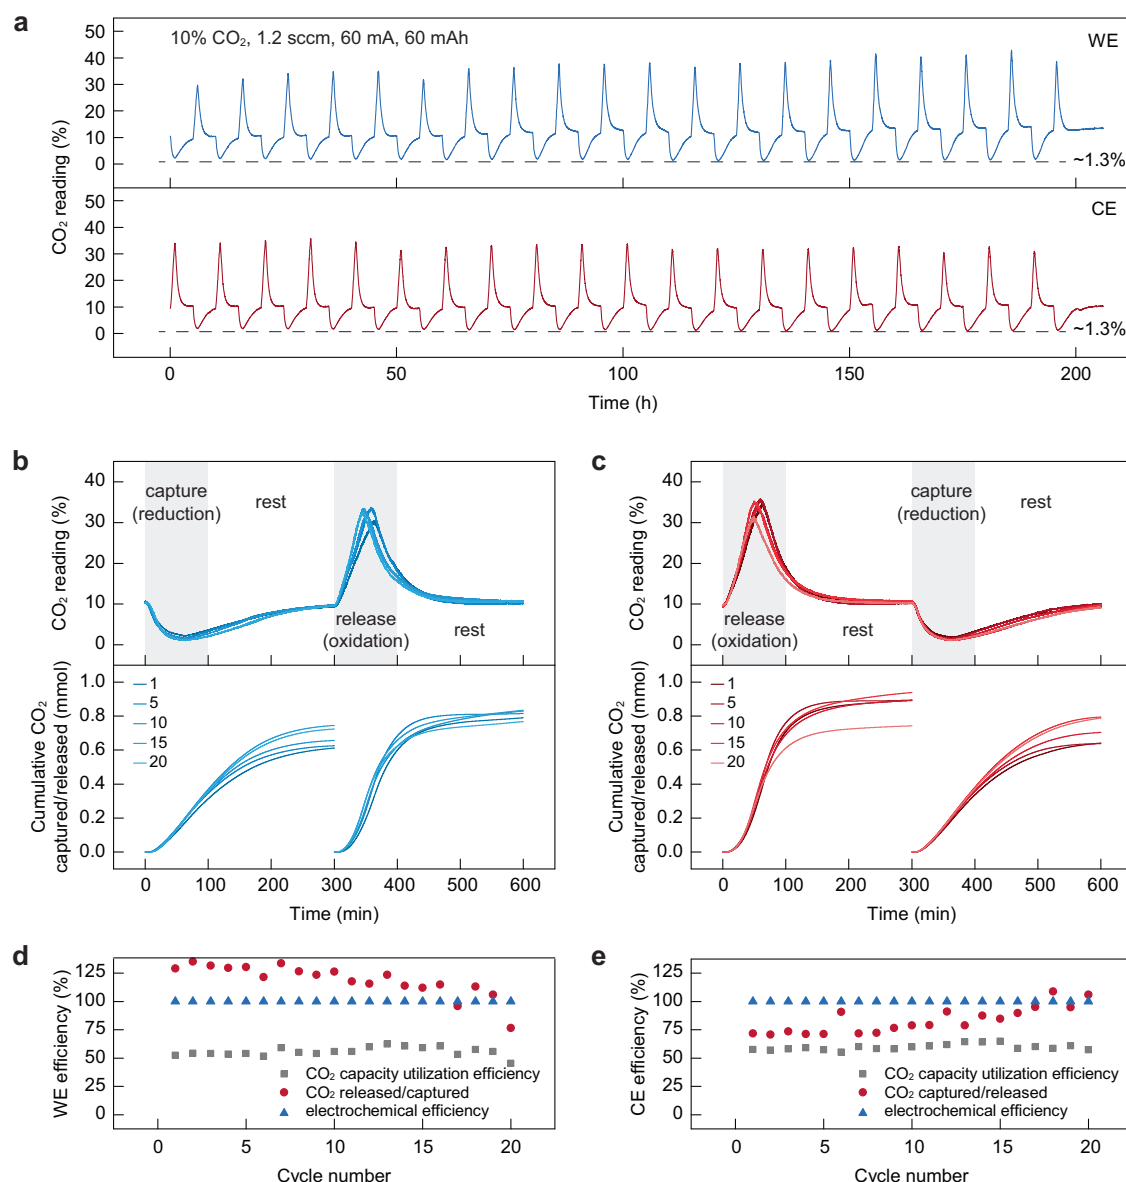 a
10% CO₂, 1.2 sccm, 60 mA, 60 mAh
WE
50
40
30
20
10
0
~1.3%
CO₂ reading (%)
CE
50
40
30
20
10
0
~1.3%
0 50 100 150 200
Time (h)
b
40
30
20
10
0
CO₂ reading (%)
capture
(reduction)
rest
release
(oxidation)
rest
1.0
0.8
0.6
0.4
0.2
0.0
Cumulative CO₂
captured/released (mmol)
1
5
10
15
20
0 100 200 300 400 500 600
Time (min)
c
40
30
20
10
0
CO₂ reading (%)
capture
(reduction)
rest
release
(oxidation)
rest
1.0
0.8
0.6
0.4
0.2
0.0
Cumulative CO₂
captured/released (mmol)
1
5
10
15
20
0 100 200 300 400 500 600
Time (min)
d
125
100
75
50
25
0
WE efficiency (%)
CO₂ capacity utilization efficiency
CO₂ released/captured
electrochemical efficiency
0 5 10 15 20
Cycle number
e
125
100
75
50
25
0
CE efficiency (%)
CO₂ capacity utilization efficiency
CO₂ captured/released
electrochemical efficiency
0 5 10 15 20
Cycle number